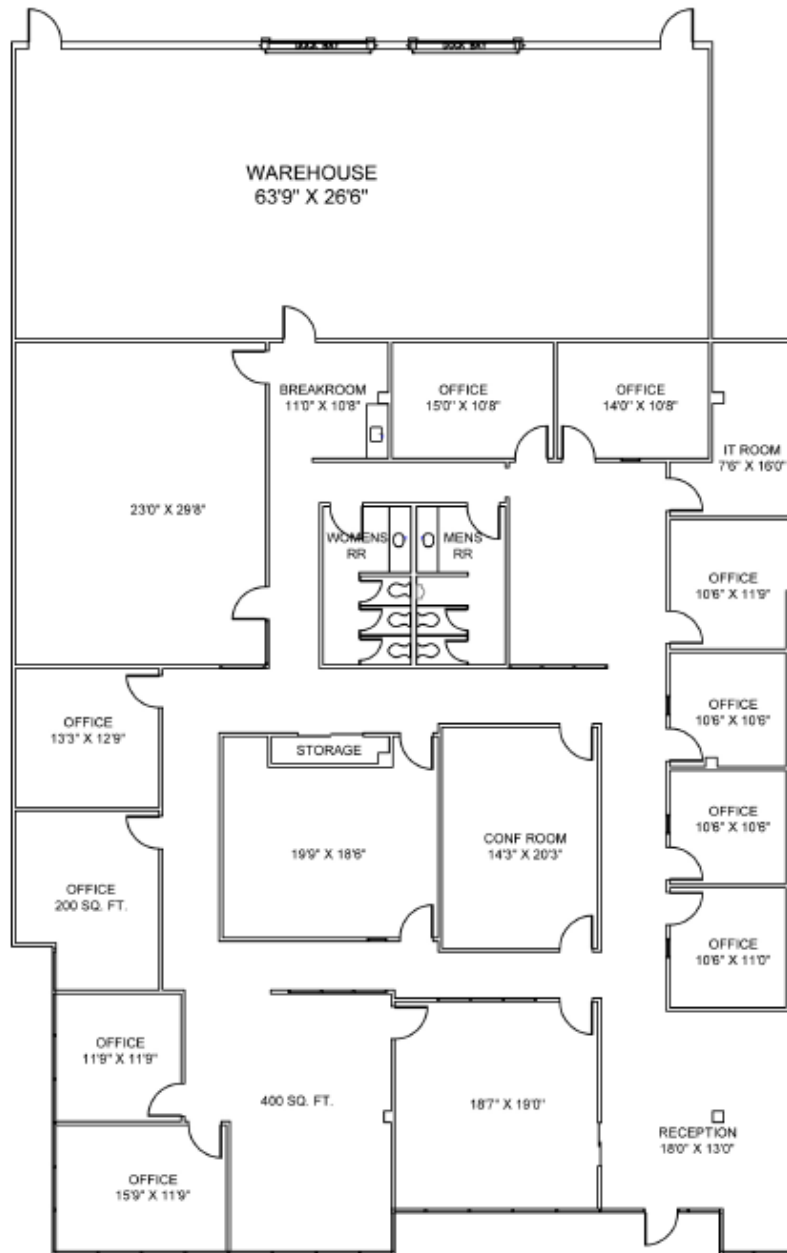 DOCK BAY
DOCK BAY
WAREHOUSE
63'9" X 26'6"
BREAKROOM
11'0" X 10'8"
OFFICE
15'0" X 10'8"
OFFICE
14'0" X 10'8"
IT ROOM
7'6" X 16'0"
23'0" X 29'8"
WOMENS
RR
MENS
RR
OFFICE
10'6" X 11'9"
OFFICE
13'3" X 12'9"
OFFICE
10'6" X 10'6"
STORAGE
19'9" X 18'6"
CONF ROOM
14'3" X 20'3"
OFFICE
10'6" X 10'6"
OFFICE
200 SQ. FT.
OFFICE
10'6" X 11'0"
OFFICE
11'9" X 11'9"
400 SQ. FT.
18'7" X 19'0"
RECEPTION
18'0" X 13'0"
OFFICE
15'9" X 11'9"